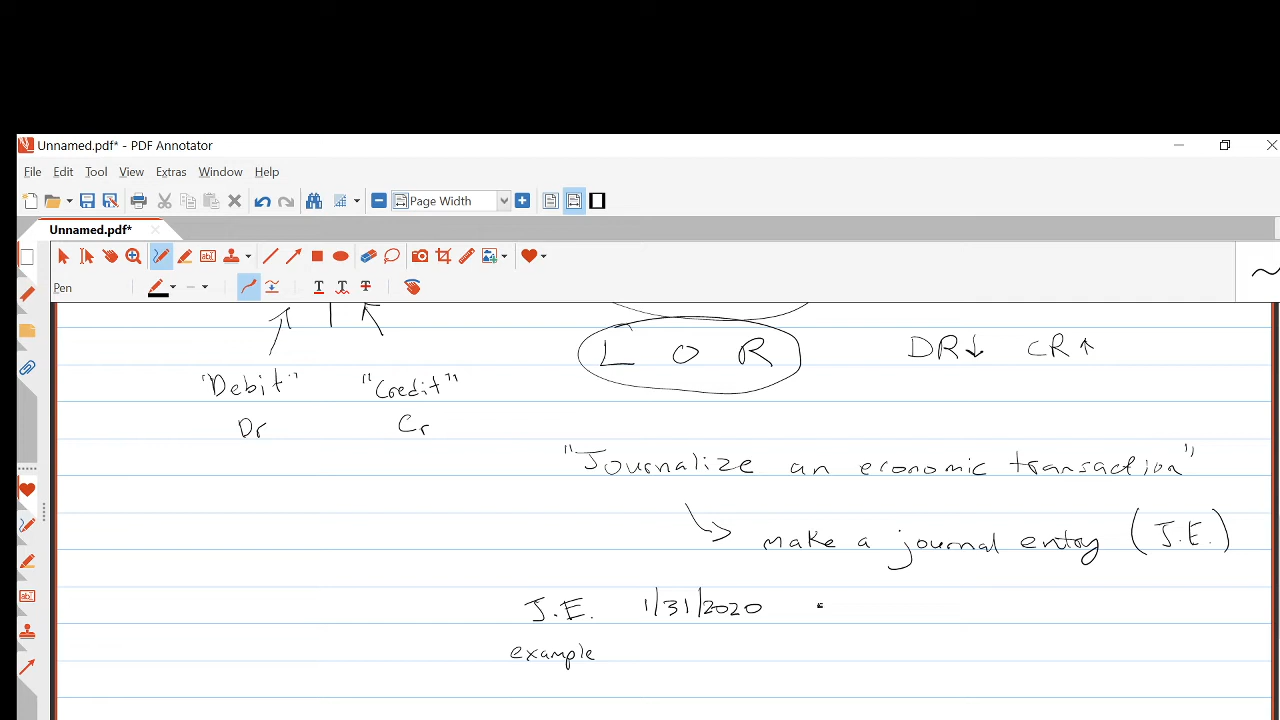 Unnamed.pdf* - PDF Annotator
File Edit Tool View Extras Window Help
Page Width
Unnamed.pdf*
Pen
L O R DR↓ CR↑
"Debit" "Credit"
Dr Cr
"Journalize an economic transaction"
make a journal entry (J.E.)
J.E. 1/31/2020
example